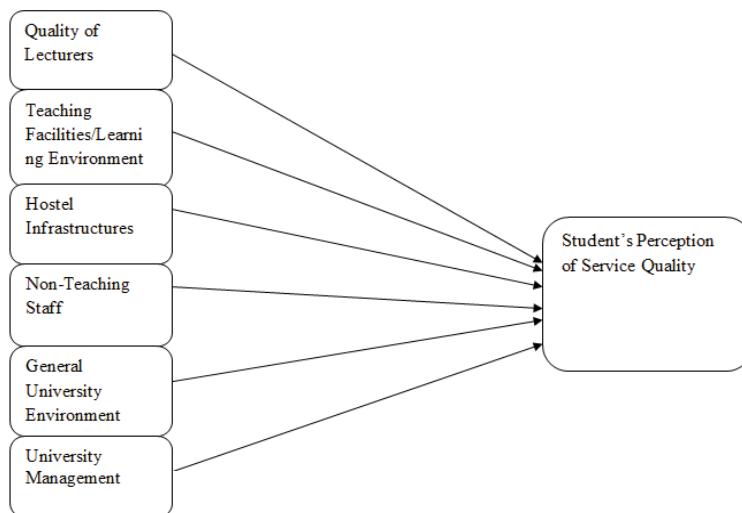 Quality of
Lecturers
Teaching
Facilities/Learni
ng Environment
Hostel
Infrastructures
Non-Teaching
Staff
General
University
Environment
University
Management
Student’s Perception
of Service Quality